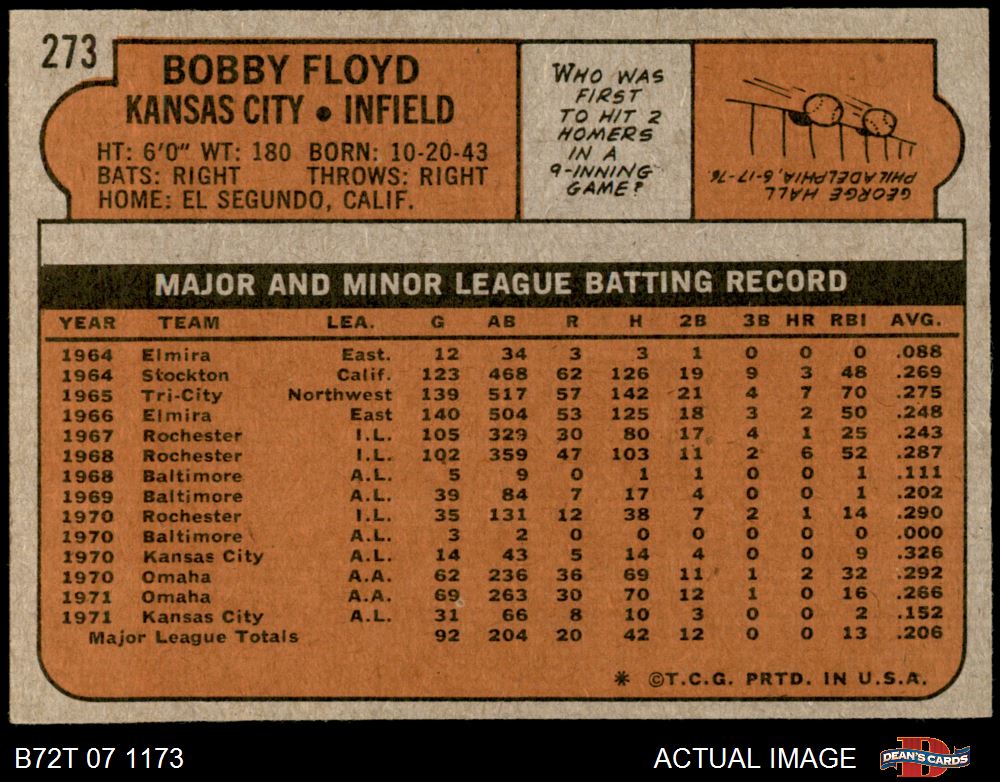 273
BOBBY FLOYD
KANSAS CITY • INFIELD
HT: 6'0" WT: 180 BORN: 10-20-43
BATS: RIGHT THROWS: RIGHT
HOME: EL SEGUNDO, CALIF.
WHO WAS
FIRST
TO HIT 2
HOMERS
IN A
9-INNING
GAME?
GEORGE HALL
PHILADELPHIA, 6-17-76
MAJOR AND MINOR LEAGUE BATTING RECORD
YEAR TEAM LEA. G AB R H 2B 3B HR RBI AVG.
1964 Elmira East. 12 34 3 3 1 0 0 0 .088
1964 Stockton Calif. 123 468 62 126 19 9 3 48 .269
1965 Tri-City Northwest 139 517 57 142 21 4 7 70 .275
1966 Elmira East 140 504 53 125 18 3 2 50 .248
1967 Rochester I.L. 105 329 30 80 17 4 1 25 .243
1968 Rochester I.L. 102 359 47 103 11 2 6 52 .287
1968 Baltimore A.L. 5 9 0 1 1 0 0 1 .111
1969 Baltimore A.L. 39 84 7 17 4 0 0 1 .202
1970 Rochester I.L. 35 131 12 38 7 2 1 14 .290
1970 Baltimore A.L. 3 2 0 0 0 0 0 0 .000
1970 Kansas City A.L. 14 43 5 14 4 0 0 9 .326
1970 Omaha A.A. 62 236 36 69 11 1 2 32 .292
1971 Omaha A.A. 69 263 30 70 12 1 0 16 .266
1971 Kansas City A.L. 31 66 8 10 3 0 0 2 .152
Major League Totals 92 204 20 42 12 0 0 13 .206
* ©T.C.G. PRTD. IN U.S.A.
B72T 07 1173 ACTUAL IMAGE DEAN'S CARDS